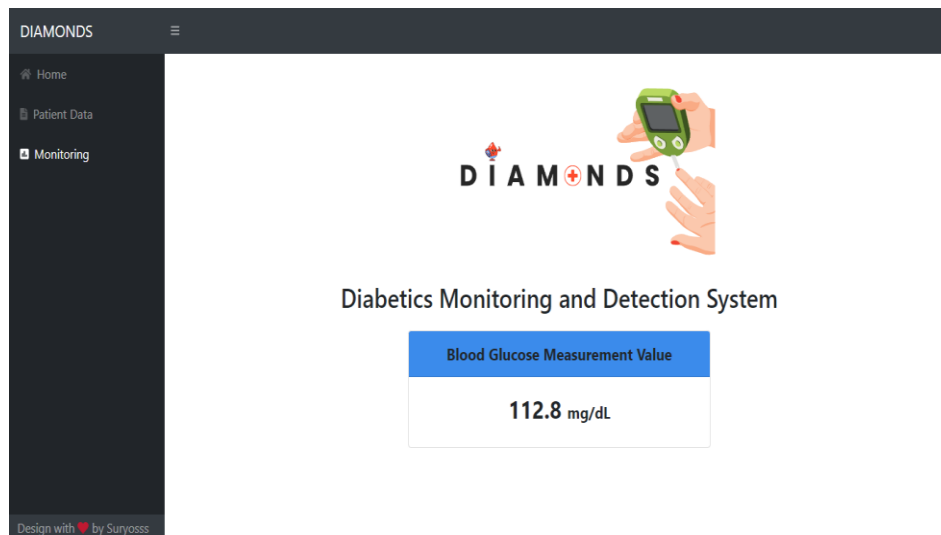 DIAMONDS
Home
Patient Data
Monitoring
DIAMONDS
Diabetics Monitoring and Detection System
Blood Glucose Measurement Value
112.8 mg/dL
Design with by Suryosss